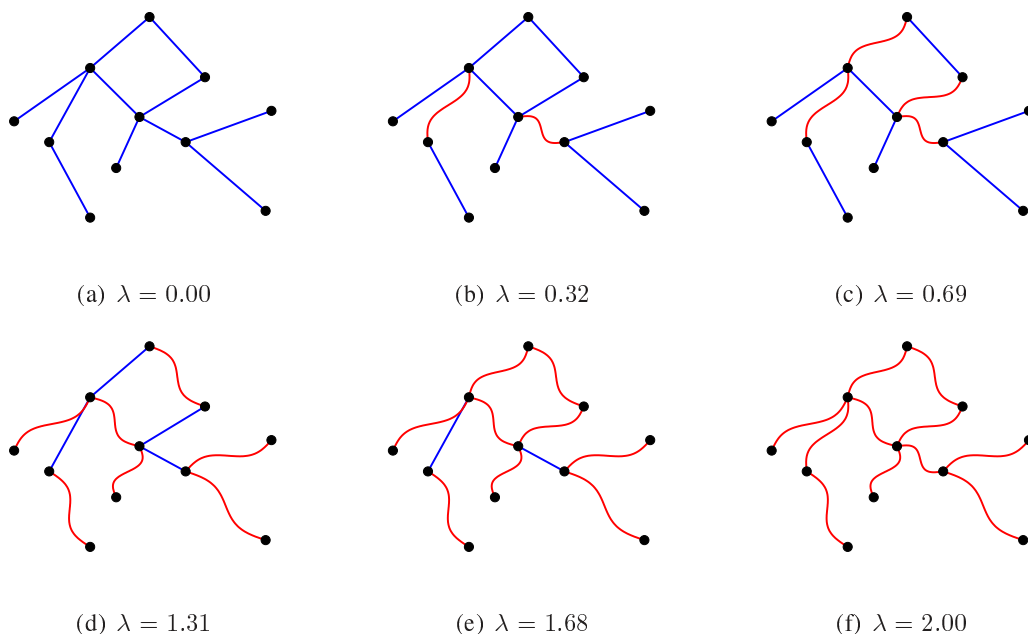 (a) λ = 0.00
(b) λ = 0.32
(c) λ = 0.69
(d) λ = 1.31
(e) λ = 1.68
(f) λ = 2.00